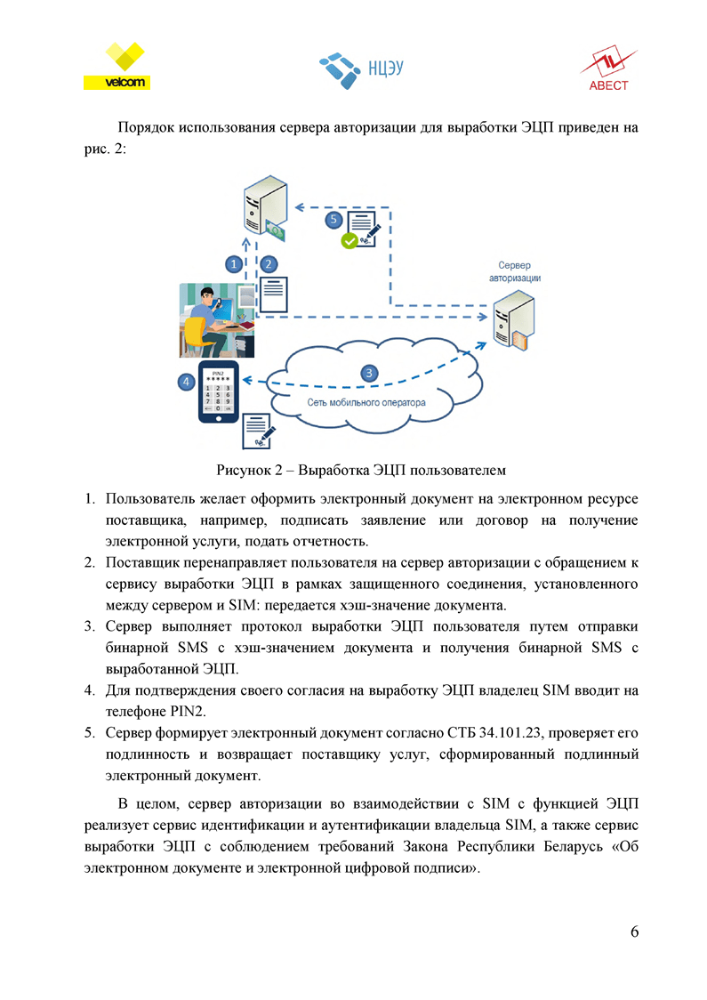 velcom
НЦЭУ
АВЕСТ
Порядок использования сервера авторизации для выработки ЭЦП приведен на
рис. 2:
5
1
2
Сервер
авторизации
4
PIN2
*****
1 2 3
4 5 6
7 8 9
← 0 ⇒
3
Сеть мобильного оператора
Рисунок 2 – Выработка ЭЦП пользователем
1. Пользователь желает оформить электронный документ на электронном ресурсе
поставщика, например, подписать заявление или договор на получение
электронной услуги, подать отчетность.
2. Поставщик перенаправляет пользователя на сервер авторизации с обращением к
сервису выработки ЭЦП в рамках защищенного соединения, установленного
между сервером и SIM: передается хэш-значение документа.
3. Сервер выполняет протокол выработки ЭЦП пользователя путем отправки
бинарной SMS с хэш-значением документа и получения бинарной SMS с
выработанной ЭЦП.
4. Для подтверждения своего согласия на выработку ЭЦП владелец SIM вводит на
телефоне PIN2.
5. Сервер формирует электронный документ согласно СТБ 34.101.23, проверяет его
подлинность и возвращает поставщику услуг, сформированный подлинный
электронный документ.
В целом, сервер авторизации во взаимодействии с SIM с функцией ЭЦП
реализует сервис идентификации и аутентификации владельца SIM, а также сервис
выработки ЭЦП с соблюдением требований Закона Республики Беларусь «Об
электронном документе и электронной цифровой подписи».
6